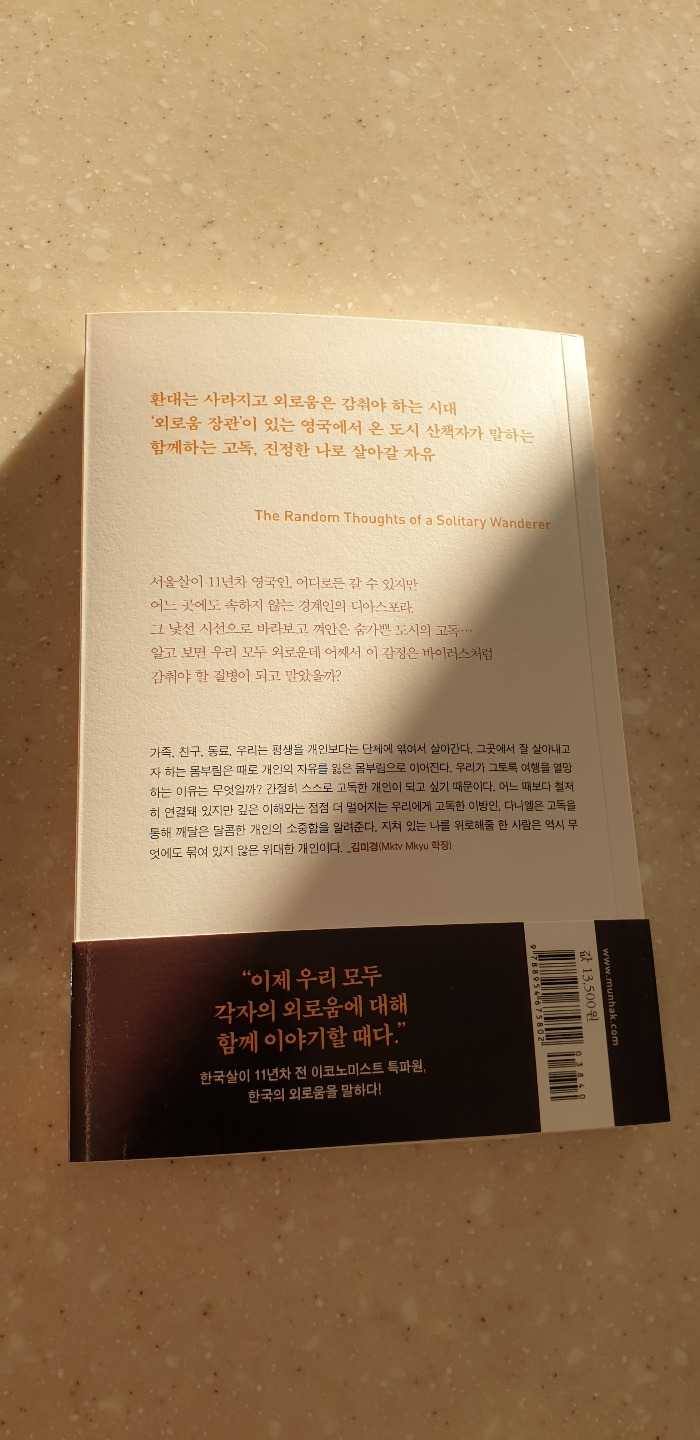 환대는 사라지고 외로움은 감춰야 하는 시대
'외로움 장관'이 있는 영국에서 온 도시 산책자가 말하는
함께하는 고독, 진정한 나로 살아갈 자유
The Random Thoughts of a Solitary Wanderer
서울살이 11년차 영국인, 어디로든 갈 수 있지만
어느 곳에도 속하지 않는 경계인의 디아스포라.
그 낯선 시선으로 바라보고 껴안은 숨가쁜 도시의 고독…
알고 보면 우리 모두 외로운데 어째서 이 감정은 바이러스처럼
감춰야 할 질병이 되고 말았을까?
가족, 친구, 동료, 우리는 평생을 개인보다는 단체에 엮여서 살아간다. 그곳에서 잘 살아내고
자 하는 몸부림은 때로 개인의 자유를 잃은 몸부림으로 이어진다. 우리가 그토록 여행을 열망
하는 이유는 무엇일까? 간절히 스스로 고독한 개인이 되고 싶기 때문이다. 어느 때보다 철저
히 연결돼 있지만 깊은 이해와는 점점 더 멀어지는 우리에게 고독한 이방인, 다니엘은 고독을
통해 깨달은 달콤한 개인의 소중함을 알려준다. 지쳐 있는 나를 위로해줄 한 사람은 역시 무
엇에도 묶여 있지 않은 위대한 개인이다. _김미경(Mktv Mkyu 학장)
“이제 우리 모두
각자의 외로움에 대해
함께 이야기할 때다.”
한국살이 11년차 전 이코노미스트 특파원,
한국의 외로움을 말하다!
www.munhak.com
값 13,500원
03840
9788954675802